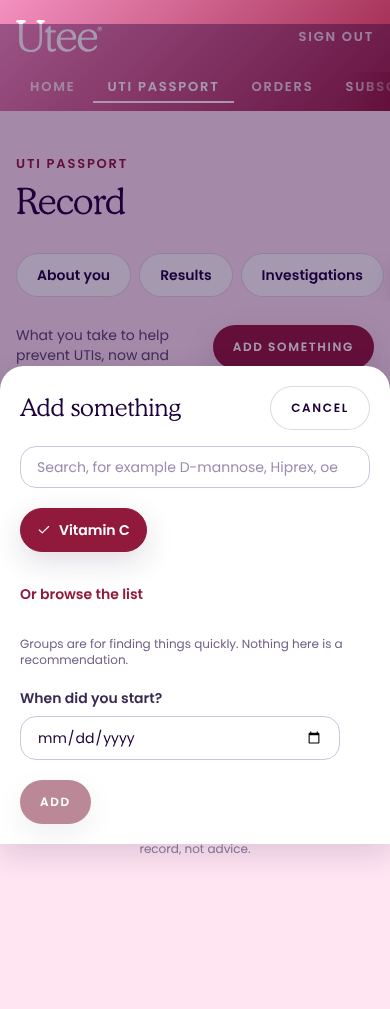 Utee®
SIGN OUT
HOME
UTI PASSPORT
ORDERS
SUBSC
UTI PASSPORT
Record
About you
Results
Investigations
What you take to help
prevent UTIs, now and
ADD SOMETHING
Add something
CANCEL
Search, for example D-mannose, Hiprex, oe
Vitamin C
Or browse the list
Groups are for finding things quickly. Nothing here is a
recommendation.
When did you start?
mm/dd/yyyy
ADD
record, not advice.